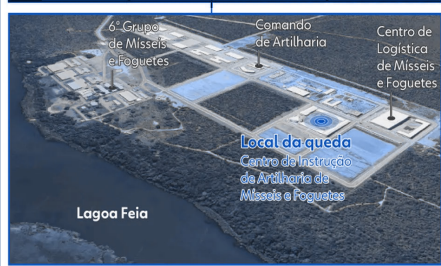 6º Grupo
de Mísseis
e Foguetes
Comando
de Artilharia
Centro de
Logística
de Mísseis
e Foguetes
Local da queda
Centro de Instrução
de Artilharia de
Mísseis e Foguetes
Lagoa Feia